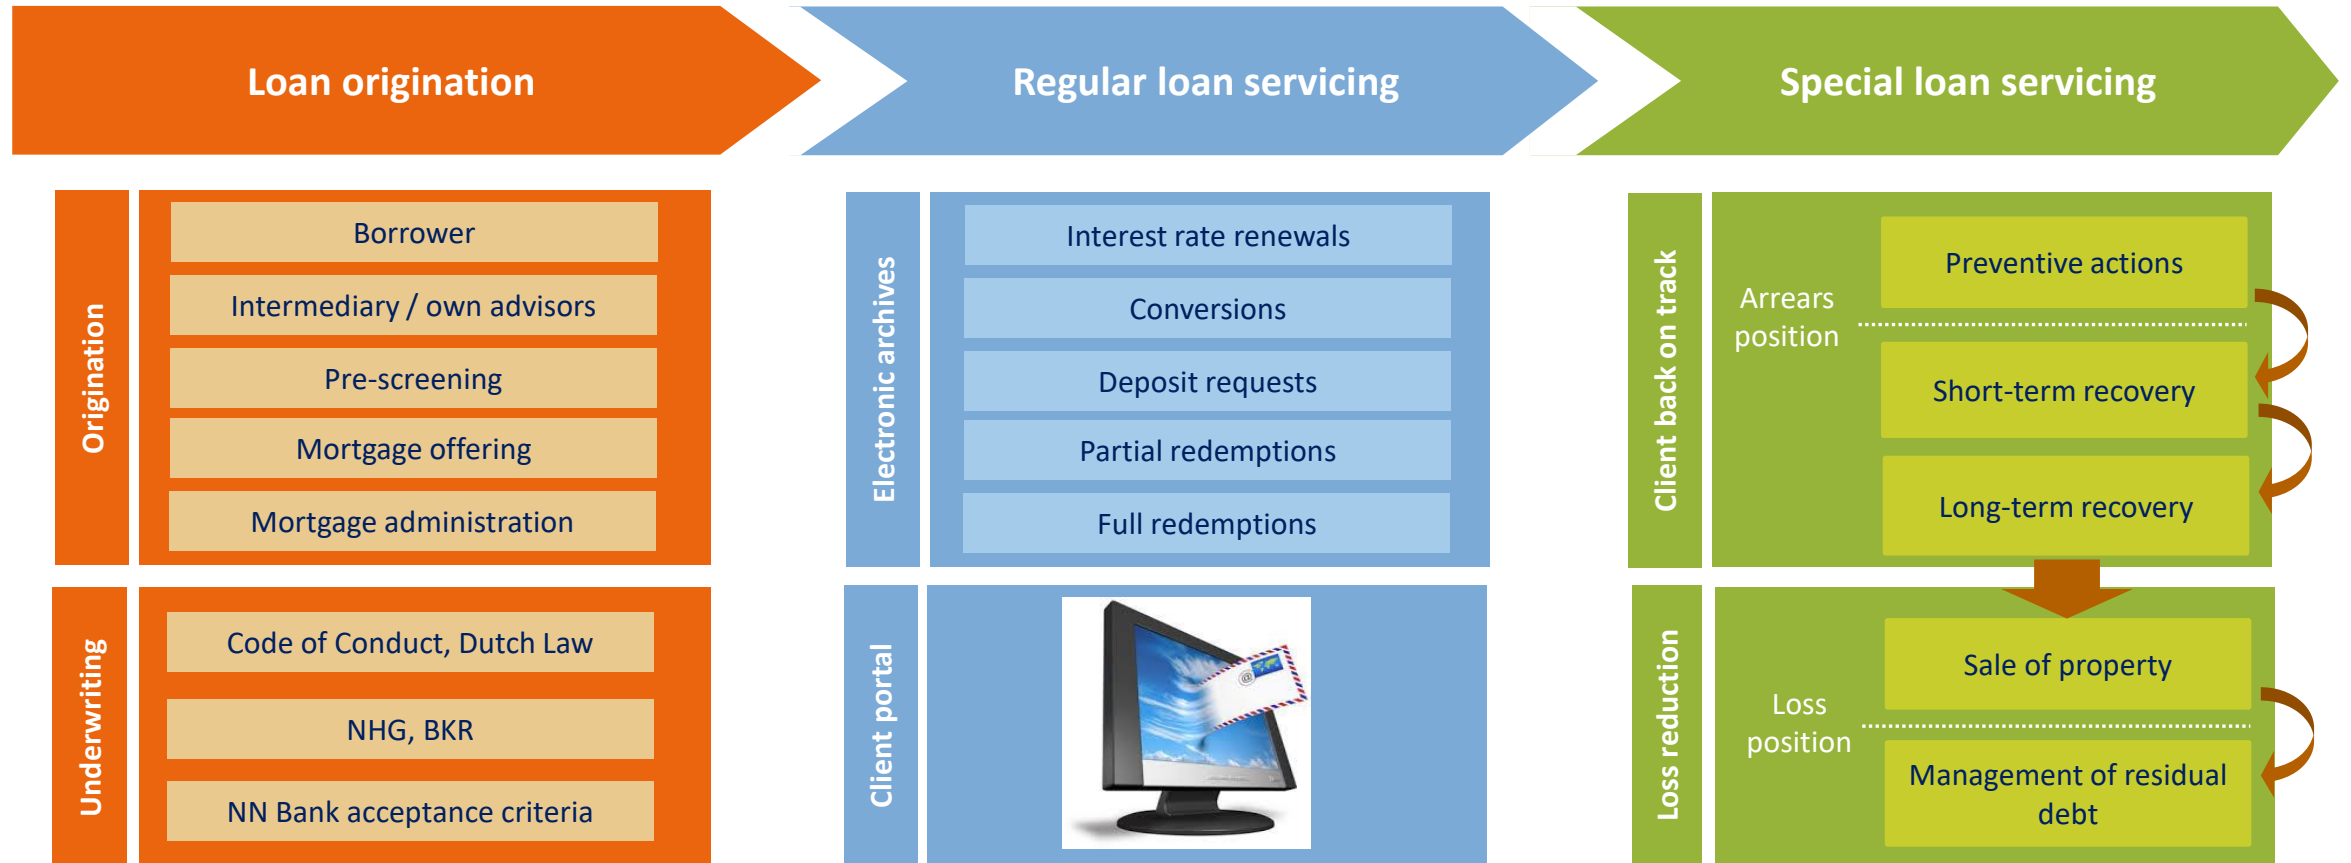 Loan origination
Regular loan servicing
Special loan servicing
Origination
Borrower
Intermediary / own advisors
Pre-screening
Mortgage offering
Mortgage administration
Underwriting
Code of Conduct, Dutch Law
NHG, BKR
NN Bank acceptance criteria
Electronic archives
Interest rate renewals
Conversions
Deposit requests
Partial redemptions
Full redemptions
Client portal
@
Client back on track
Arrears
position
Preventive actions
Short-term recovery
Long-term recovery
Loss reduction
Loss
position
Sale of property
Management of residual
debt